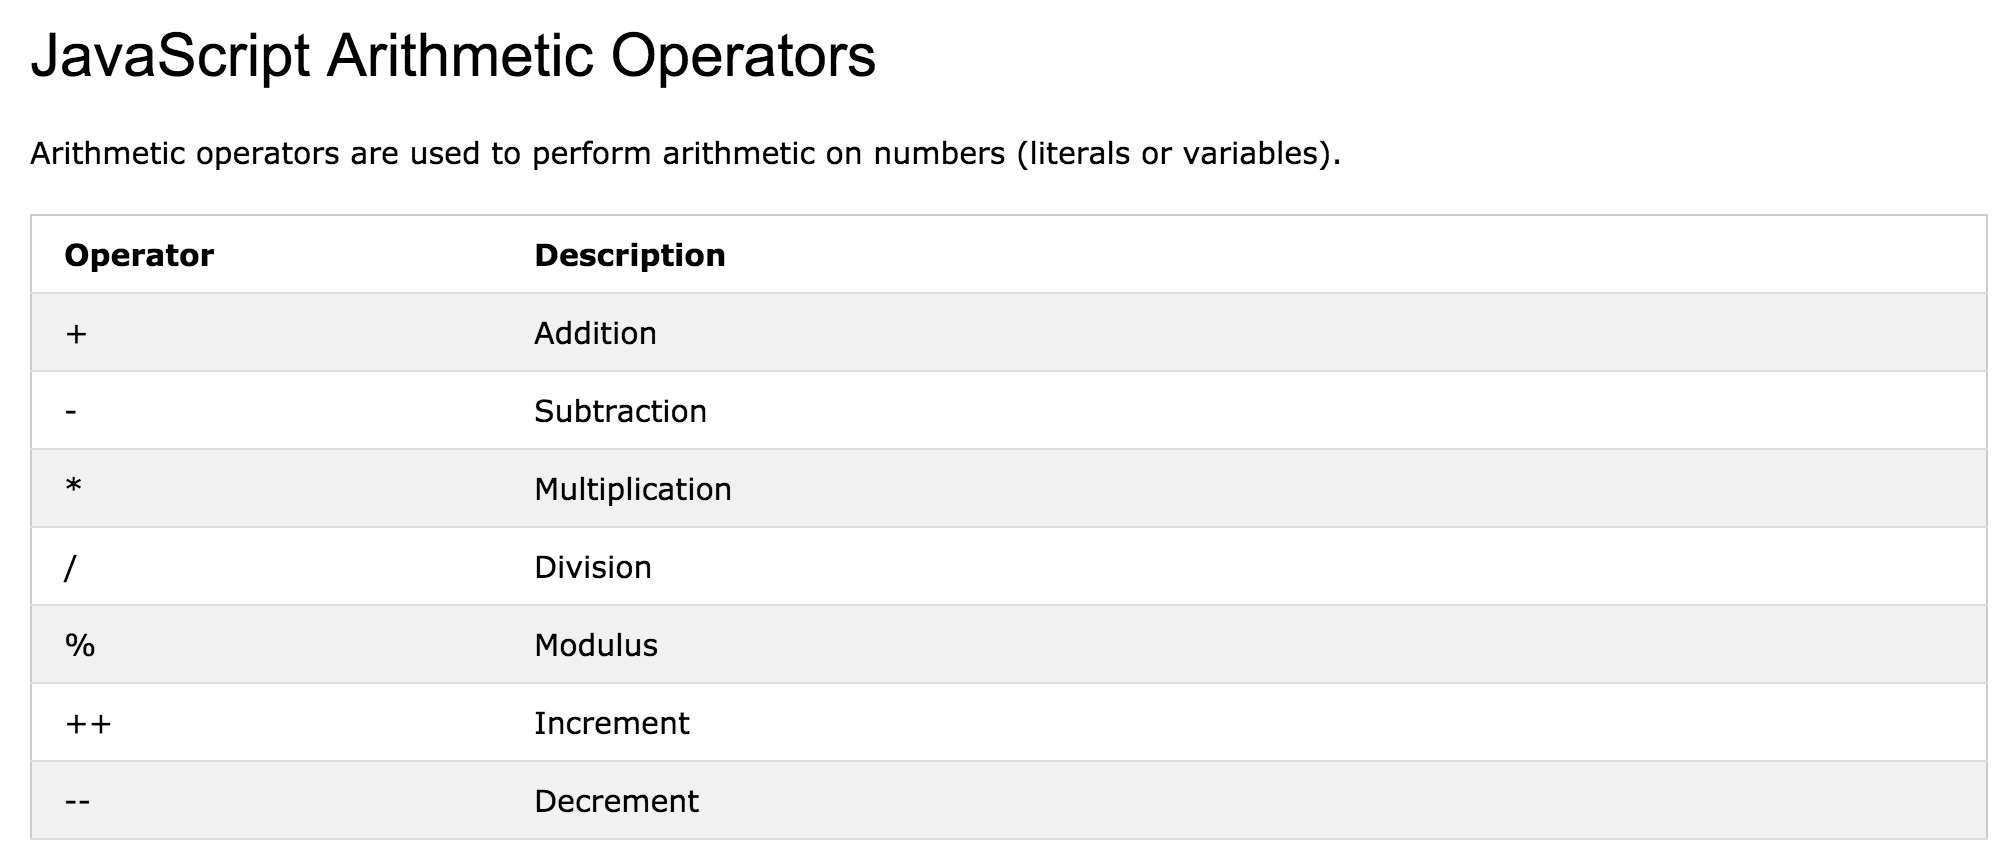 JavaScript Arithmetic Operators
Arithmetic operators are used to perform arithmetic on numbers (literals or variables).
Operator Description
+ Addition
- Subtraction
* Multiplication
/ Division
% Modulus
++ Increment
-- Decrement